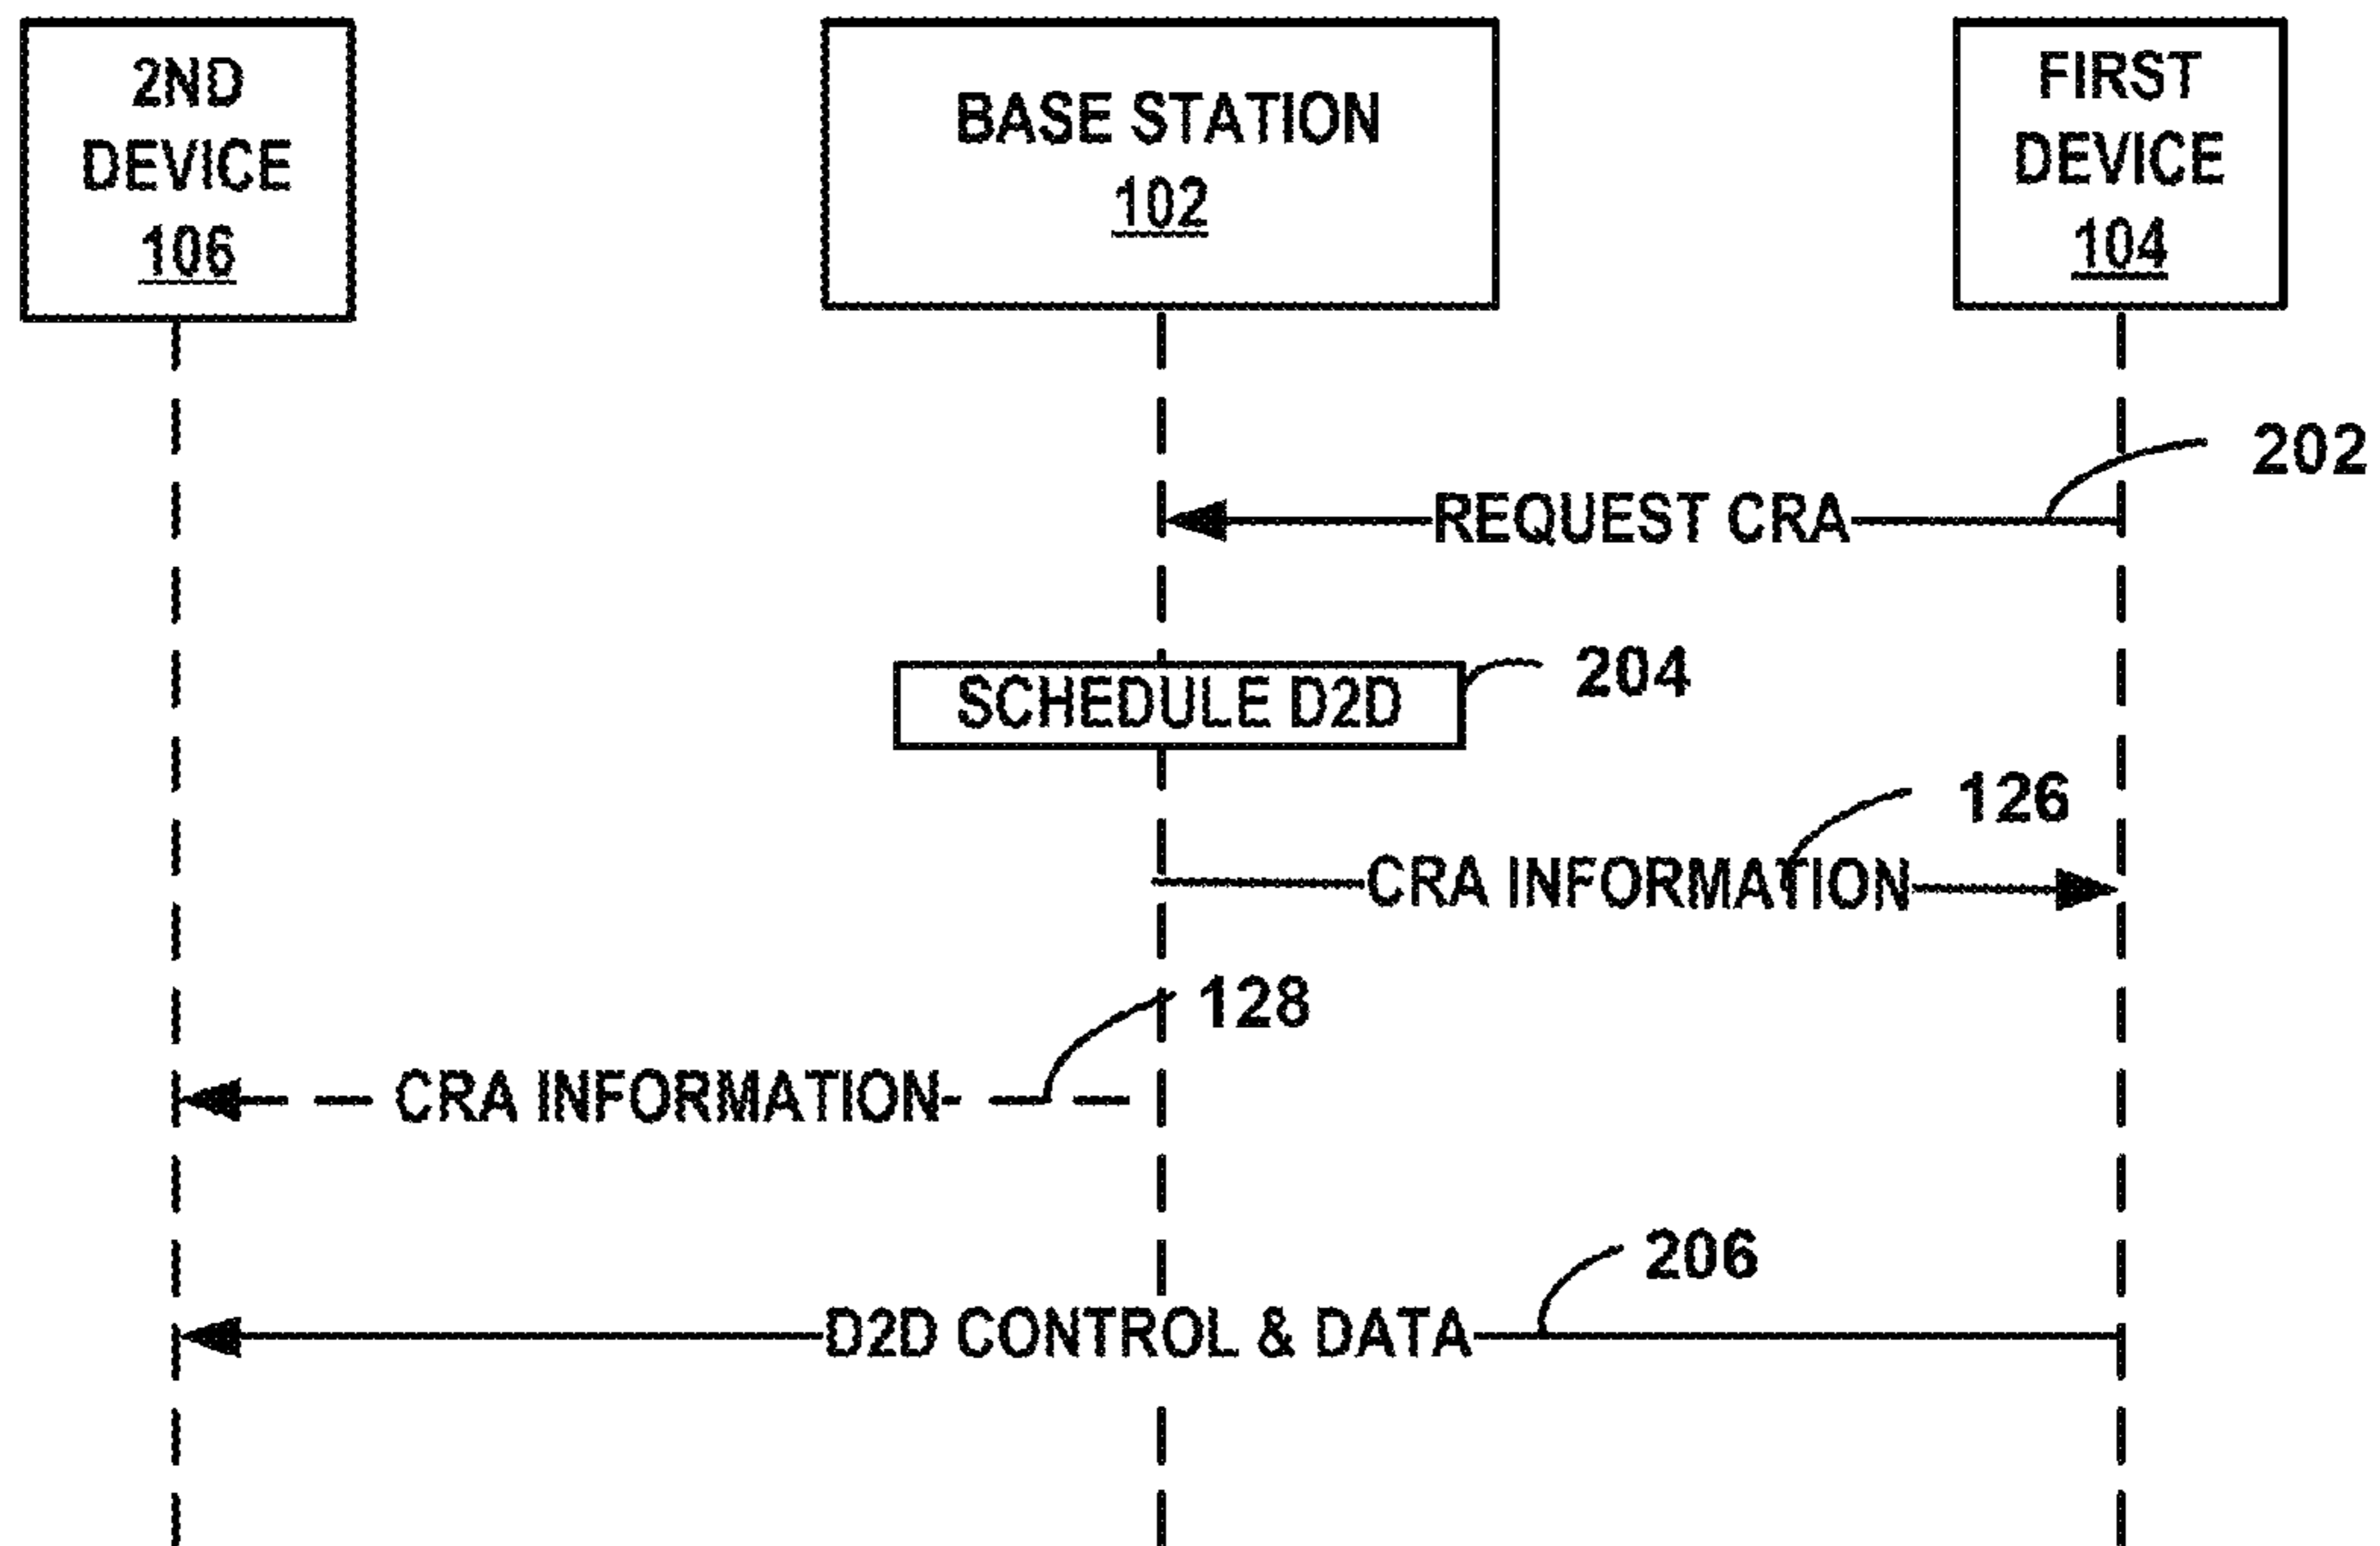 2ND
DEVICE
106
BASE STATION
102
FIRST
DEVICE
104
202
REQUEST CRA
204
SCHEDULE D2D
126
CRA INFORMATION
128
CRA INFORMATION
206
D2D CONTROL & DATA